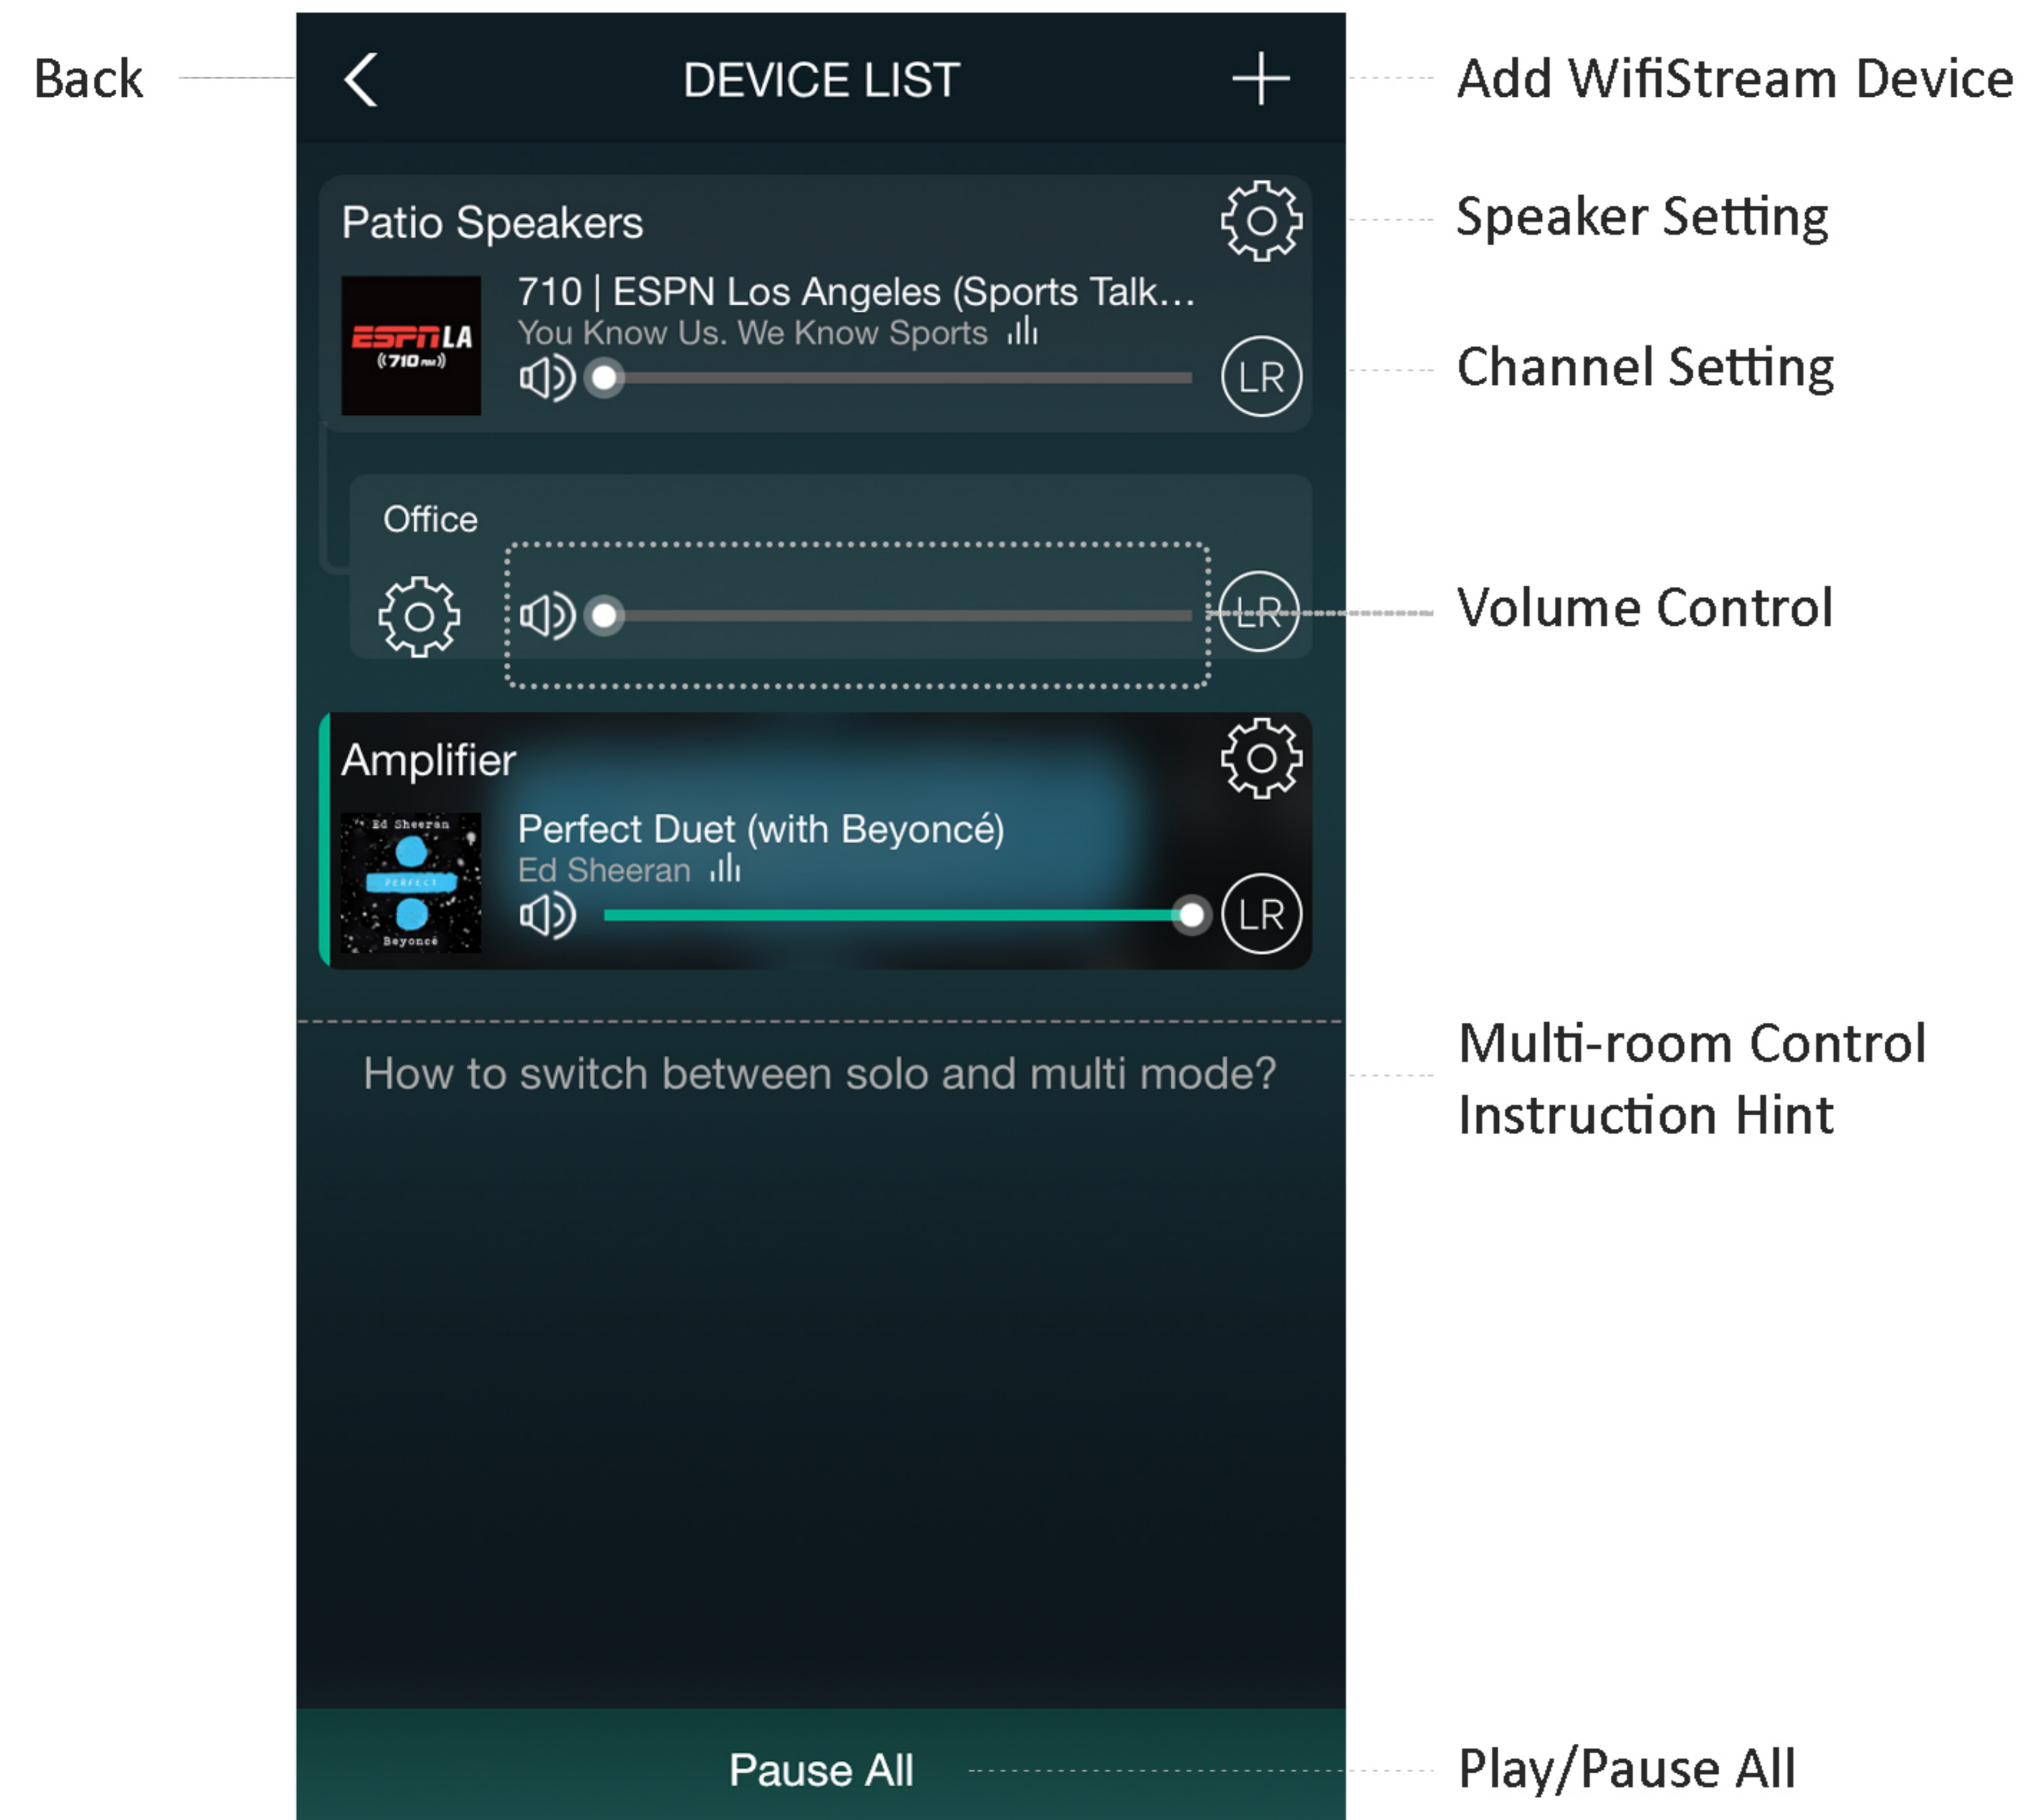 Back
DEVICE LIST
Add WifiStream Device
Patio Speakers
Speaker Setting
710 | ESPN Los Angeles (Sports Talk...
You Know Us. We Know Sports
ESPN LA
((710 AM))
LR
Channel Setting
Office
LR
Volume Control
Amplifier
Ed Sheeran
PERFECT
Beyoncé
Perfect Duet (with Beyoncé)
Ed Sheeran
LR
How to switch between solo and multi mode?
Multi-room Control
Instruction Hint
Pause All
Play/Pause All